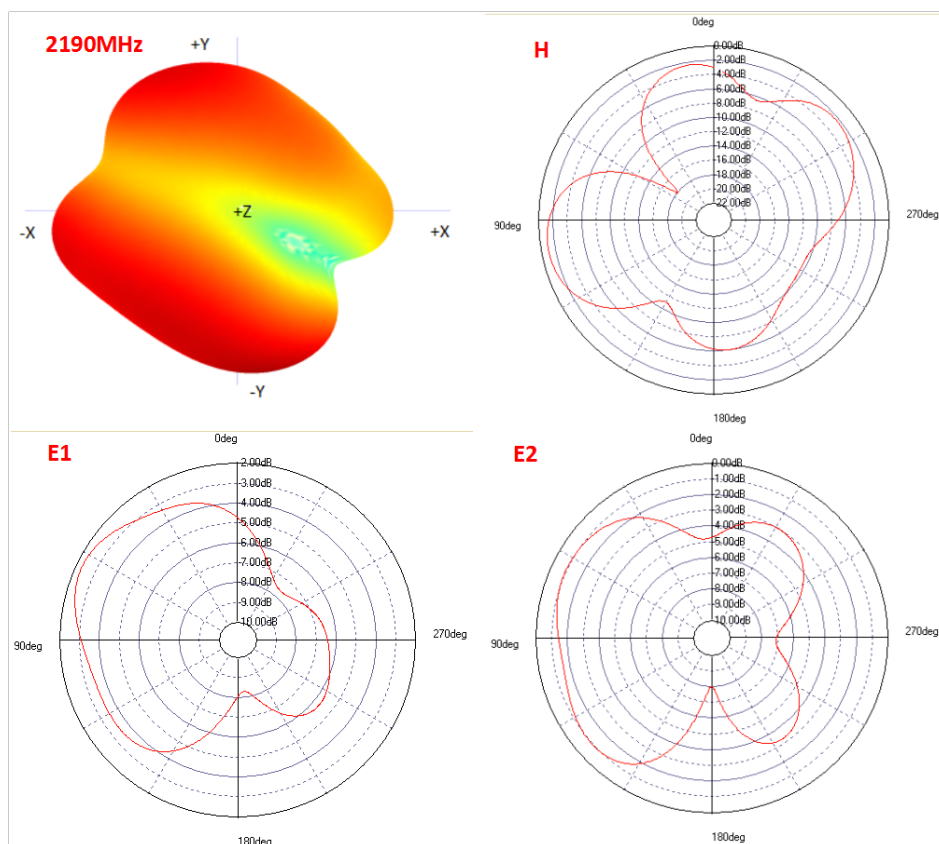 2190MHz
+Y
-X
+Z
+X
-Y
H
0deg
0.00dB
2.00dB
4.00dB
6.00dB
8.00dB
10.00dB
12.00dB
14.00dB
16.00dB
18.00dB
20.00dB
22.00dB
90deg
270deg
180deg
E1
0deg
2.00dB
3.00dB
4.00dB
5.00dB
6.00dB
7.00dB
8.00dB
9.00dB
10.00dB
90deg
270deg
180deg
E2
0deg
0.00dB
1.00dB
2.00dB
3.00dB
4.00dB
5.00dB
6.00dB
7.00dB
8.00dB
9.00dB
10.00dB
90deg
270deg
180deg